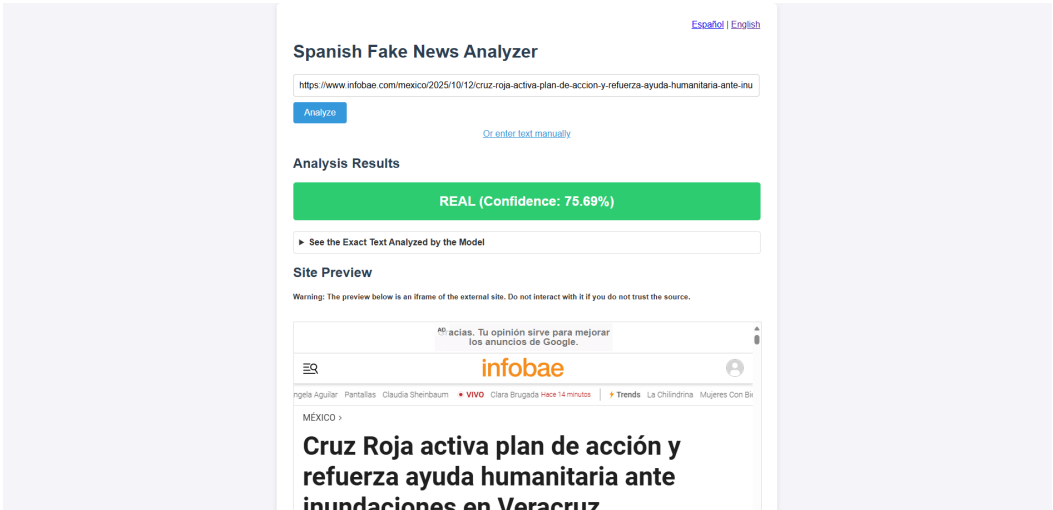 Español | English
Spanish Fake News Analyzer
https://www.infobae.com/mexico/2025/10/12/cruz-roja-activa-plan-de-accion-y-refuerza-ayuda-humanitaria-ante-inu
Analyze
Or enter text manually
Analysis Results
REAL (Confidence: 75.69%)
▶ See the Exact Text Analyzed by the Model
Site Preview
Warning: The preview below is an iframe of the external site. Do not interact with it if you do not trust the source.
AD acias. Tu opinión sirve para mejorar
los anuncios de Google.
infobae
ngela Aguilar Pantallas Claudia Sheinbaum • VIVO Clara Brugada Hace 14 minutos | Trends La Chilindrina Mujeres Con Bi
MÉXICO >
Cruz Roja activa plan de acción y
refuerza ayuda humanitaria ante
inundaciones en Veracruz